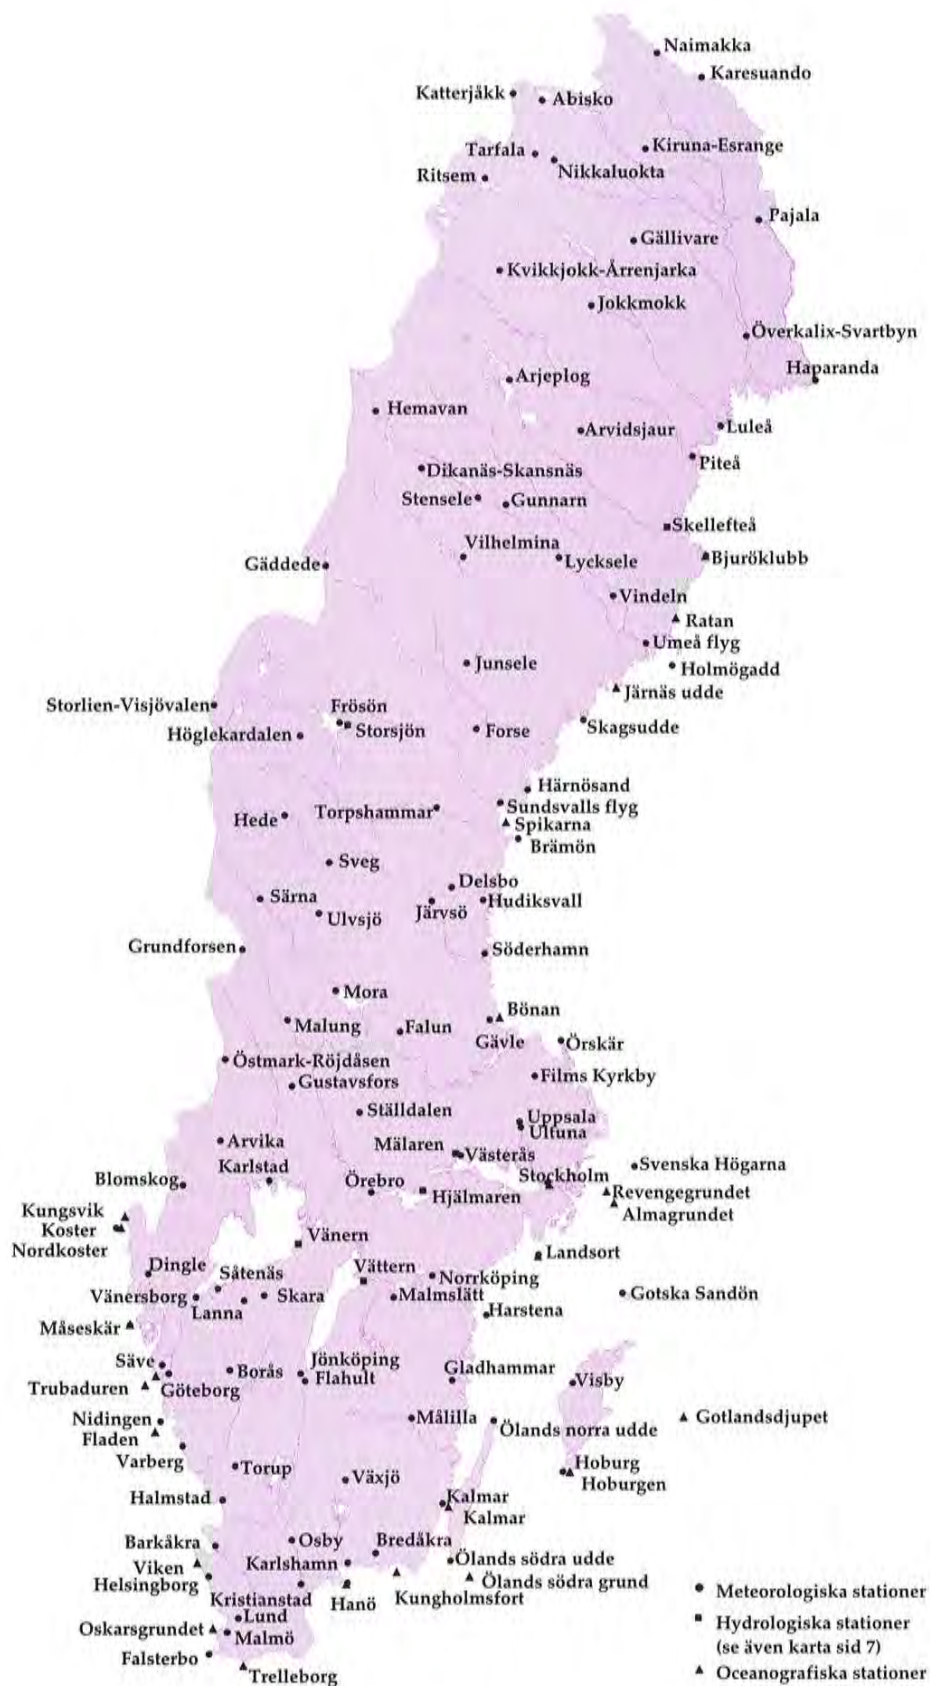 Naimakka
Karesuando
Katterjåkk
Abisko
Kiruna-Esrange
Tarfala
Nikkaluokta
Ritsem
Pajala
Gällivare
Kvikkjokk-Årrenjarka
Jokkmokk
Överkalix-Svartbyn
Haparanda
Arjeplog
Hemavan
Luleå
Arvidsjaur
Piteå
Dikanäs-Skansnäs
Stensele
Gunnarn
Skellefteå
Vilhelmina
Bjuröklubb
Lycksele
Gäddede
Vindeln
Ratan
Umeå flyg
Junsele
Holmögadd
Järnäs udde
Storlien-Visjövalen
Frösön
Storsjön
Skagsudde
Forse
Höglekardalen
Härnösand
Sundsvalls flyg
Torpshammar
Hede
Spikarna
Brämön
Sveg
Delsbo
Särna
Hudiksvall
Järvsö
Ulvsjö
Grundforsen
Söderhamn
Mora
Bönan
Malung
Falun
Gävle
Örskär
Östmark-Röjdåsen
Films Kyrkby
Gustavsfors
Ställdalen
Uppsala
Ultuna
Arvika
Mälaren
Västerås
Karlstad
Svenska Högarna
Blomskog
Örebro
Stockholm
Hjälmaren
Revengegrundet
Kungsvik
Almagrundet
Koster
Nordkoster
Vänern
Landsort
Dingle
Såtenäs
Vättern
Norrköping
Vänersborg
Skara
Malmslätt
Gotska Sandön
Lanna
Harstena
Måseskär
Säve
Borås
Jönköping
Flahult
Gladhammar
Visby
Trubaduren
Göteborg
Nidingen
Målilla
Ölands norra udde
Gotlandsdjupet
Fladen
Varberg
Torup
Växjö
Hoburg
Hoburgen
Halmstad
Kalmar
Kalmar
Barkåkra
Osby
Bredåkra
Viken
Karlshamn
Ölands södra udde
Helsingborg
Ölands södra grund
Kristianstad
Hanö
Kungholmsfort
Lund
Oskarsgrundet
Malmö
Falsterbo
Trelleborg
Meteorologiska stationer
Hydrologiska stationer
(se även karta sid 7)
Oceanografiska stationer